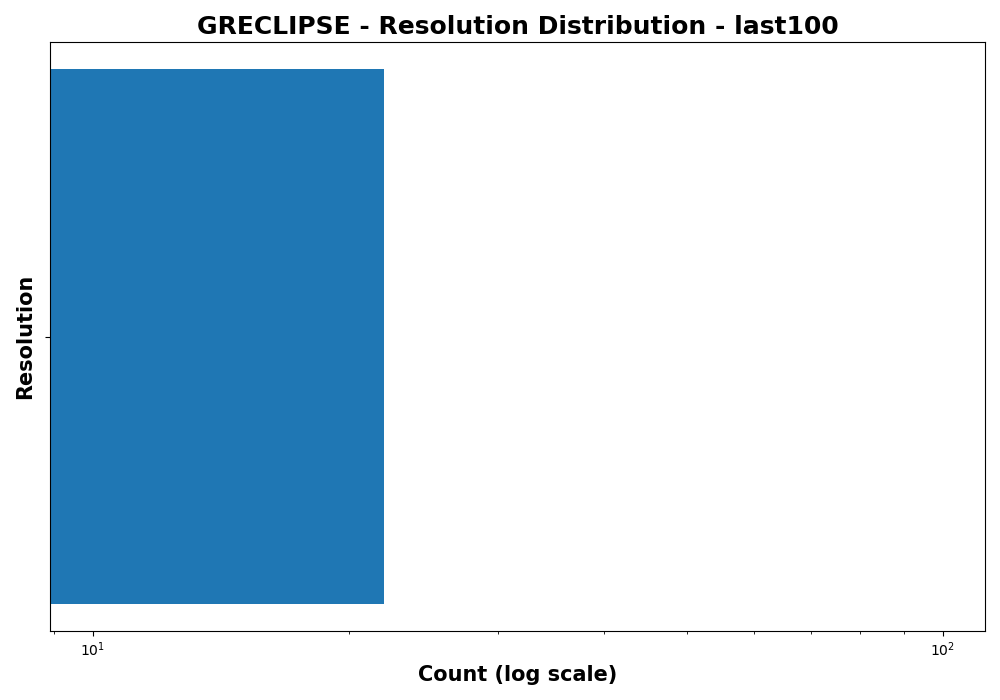 GRECLIPSE - Resolution Distribution - last100
Resolution
10¹ 10²
Count (log scale)